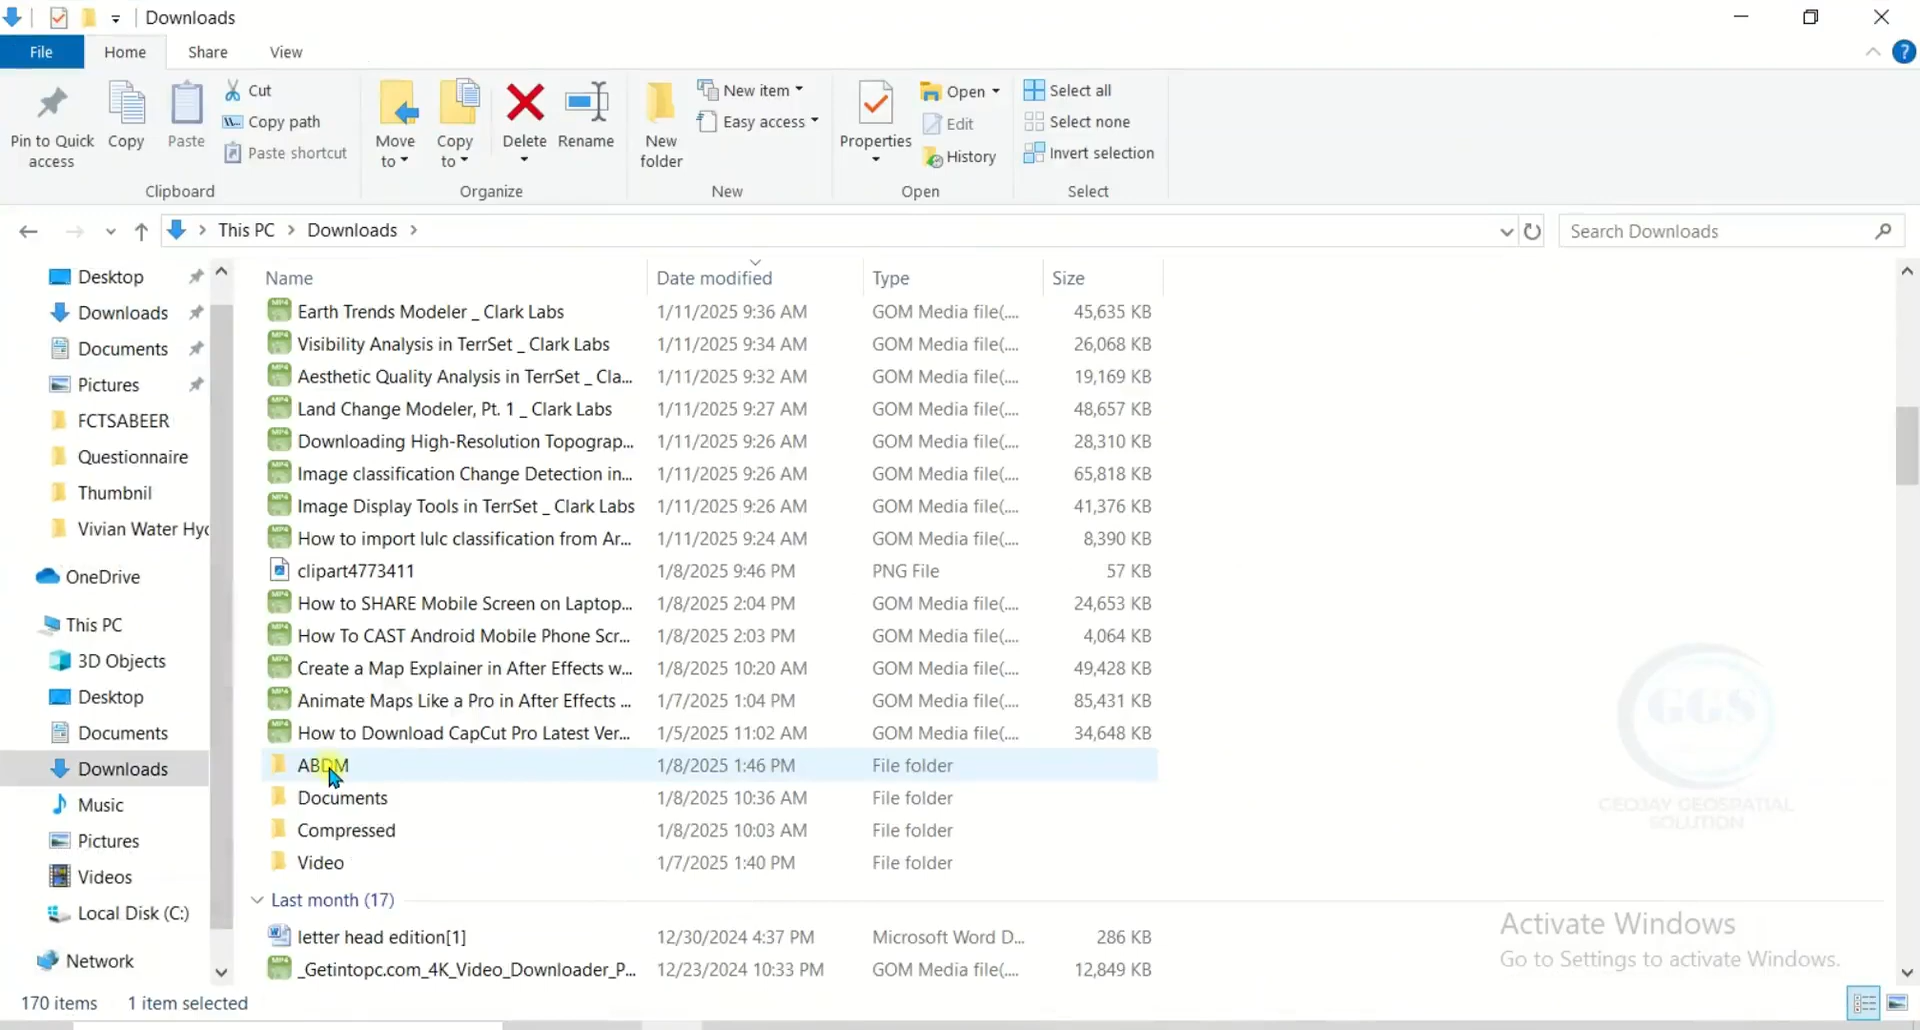 Downloads
File Home Share View
Pin to Quick access
Copy
Paste
Cut
Copy path
Paste shortcut
Clipboard
Move to
Copy to
Delete
Rename
Organize
New folder
New item
Easy access
New
Properties
Open
Edit
History
Open
Select all
Select none
Invert selection
Select
This PC > Downloads >
Search Downloads
Desktop
Downloads
Documents
Pictures
FCTSABEER
Questionnaire
Thumbnil
Vivian Water Hy
OneDrive
This PC
3D Objects
Desktop
Documents
Downloads
Music
Pictures
Videos
Local Disk (C:)
Network
Name Date modified Type Size
Earth Trends Modeler _ Clark Labs 1/11/2025 9:36 AM GOM Media file(.... 45,635 KB
Visibility Analysis in TerrSet _ Clark Labs 1/11/2025 9:34 AM GOM Media file(.... 26,068 KB
Aesthetic Quality Analysis in TerrSet _ Cla... 1/11/2025 9:32 AM GOM Media file(.... 19,169 KB
Land Change Modeler, Pt. 1 _ Clark Labs 1/11/2025 9:27 AM GOM Media file(.... 48,657 KB
Downloading High-Resolution Topograp... 1/11/2025 9:26 AM GOM Media file(.... 28,310 KB
Image classification Change Detection in... 1/11/2025 9:26 AM GOM Media file(.... 65,818 KB
Image Display Tools in TerrSet _ Clark Labs 1/11/2025 9:26 AM GOM Media file(.... 41,376 KB
How to import lulc classification from Ar... 1/11/2025 9:24 AM GOM Media file(.... 8,390 KB
clipart4773411 1/8/2025 9:46 PM PNG File 57 KB
How to SHARE Mobile Screen on Laptop... 1/8/2025 2:04 PM GOM Media file(.... 24,653 KB
How To CAST Android Mobile Phone Scr... 1/8/2025 2:03 PM GOM Media file(.... 4,064 KB
Create a Map Explainer in After Effects w... 1/8/2025 10:20 AM GOM Media file(.... 49,428 KB
Animate Maps Like a Pro in After Effects ... 1/7/2025 1:04 PM GOM Media file(.... 85,431 KB
How to Download CapCut Pro Latest Ver... 1/5/2025 11:02 AM GOM Media file(.... 34,648 KB
ABDM 1/8/2025 1:46 PM File folder
Documents 1/8/2025 10:36 AM File folder
Compressed 1/8/2025 10:03 AM File folder
Video 1/7/2025 1:40 PM File folder
Last month (17)
letter head edition[1] 12/30/2024 4:37 PM Microsoft Word D... 286 KB
_Getintopc.com_4K_Video_Downloader_P... 12/23/2024 10:33 PM GOM Media file(.... 12,849 KB
GGS
GEOJAY GEOSPATIAL
SOLUTION
Activate Windows
Go to Settings to activate Windows.
170 items 1 item selected